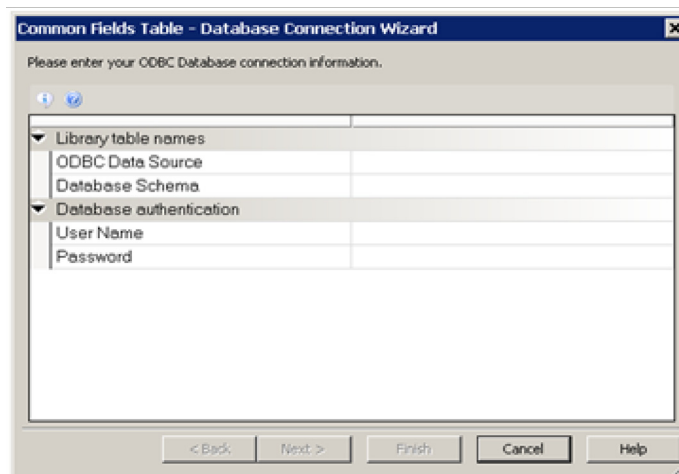 Common Fields Table - Database Connection Wizard
Please enter your ODBC Database connection information.
Library table names
ODBC Data Source
Database Schema
Database authentication
User Name
Password
< Back Next > Finish Cancel Help